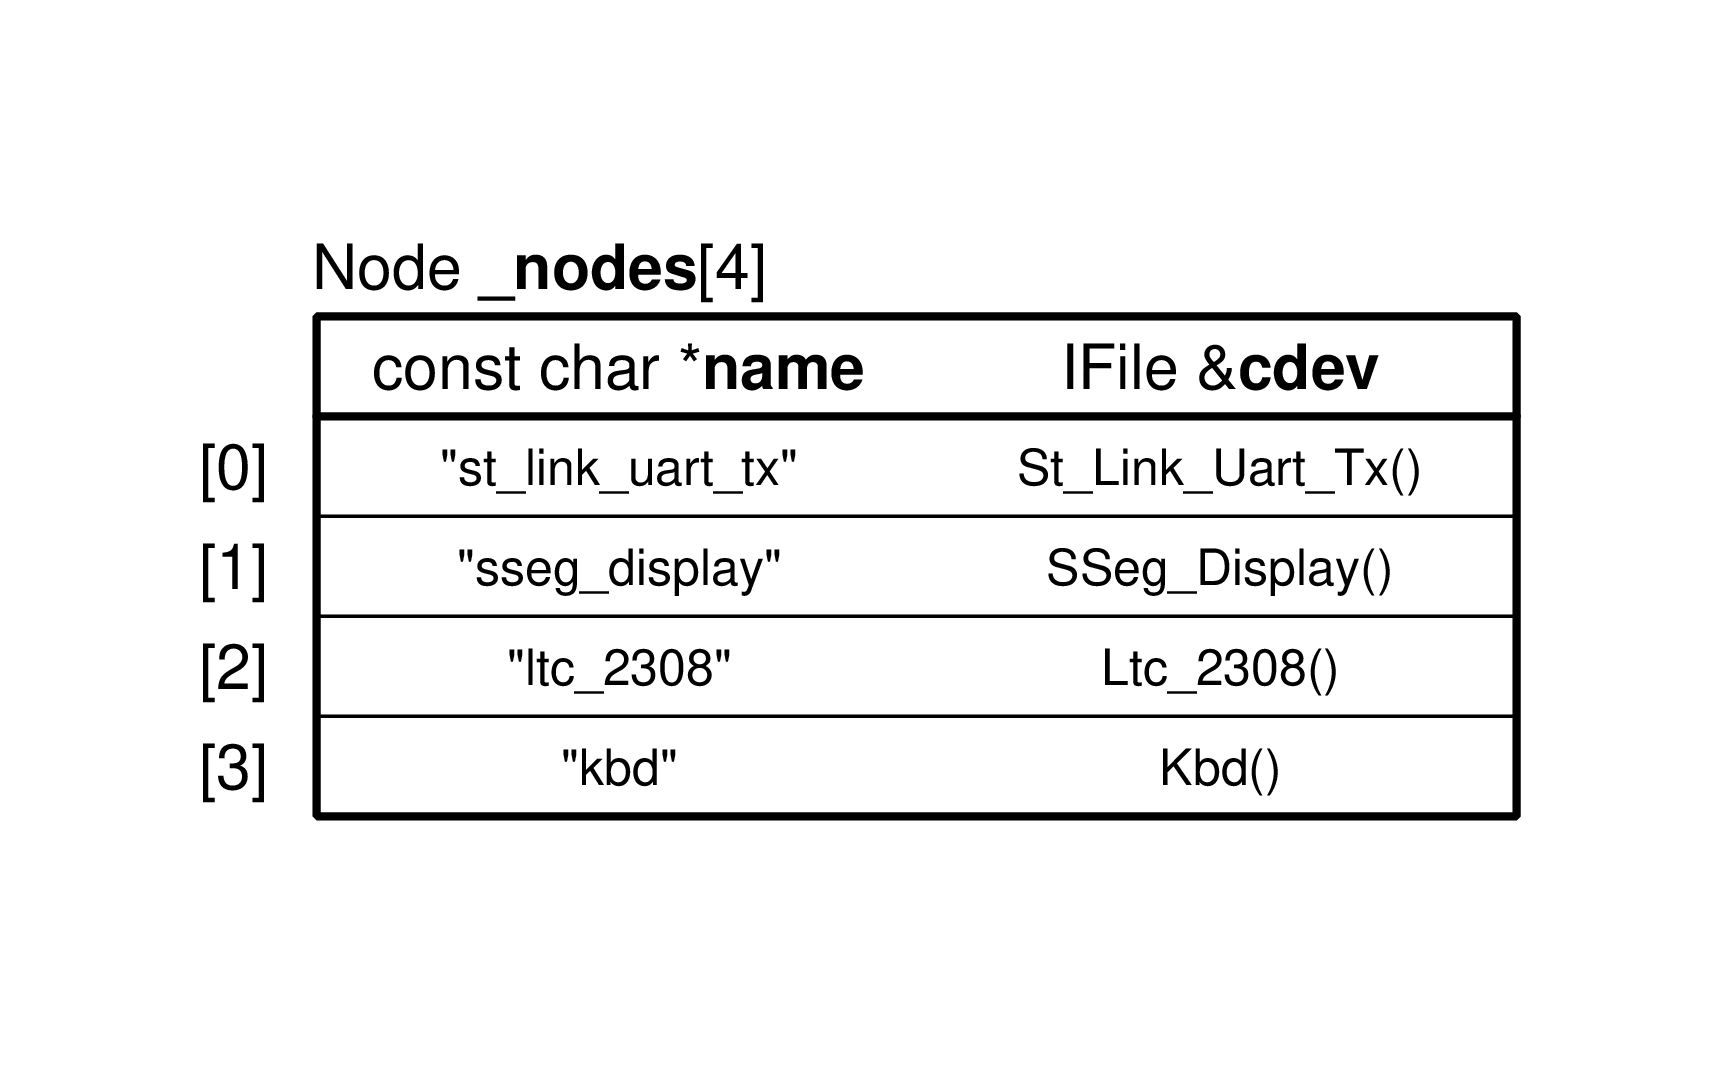 Node _nodes[4]
const char *name IFile &cdev
[0] "st_link_uart_tx" St_Link_Uart_Tx()
[1] "sseg_display" SSeg_Display()
[2] "ltc_2308" Ltc_2308()
[3] "kbd" Kbd()